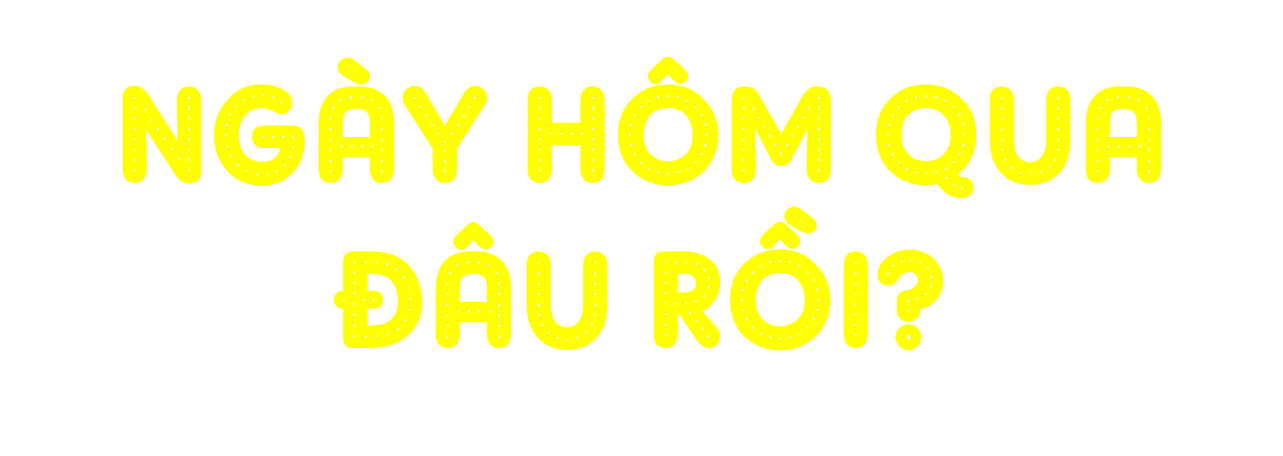 NGÀY HÔM QUA
ĐÂU RỒI?